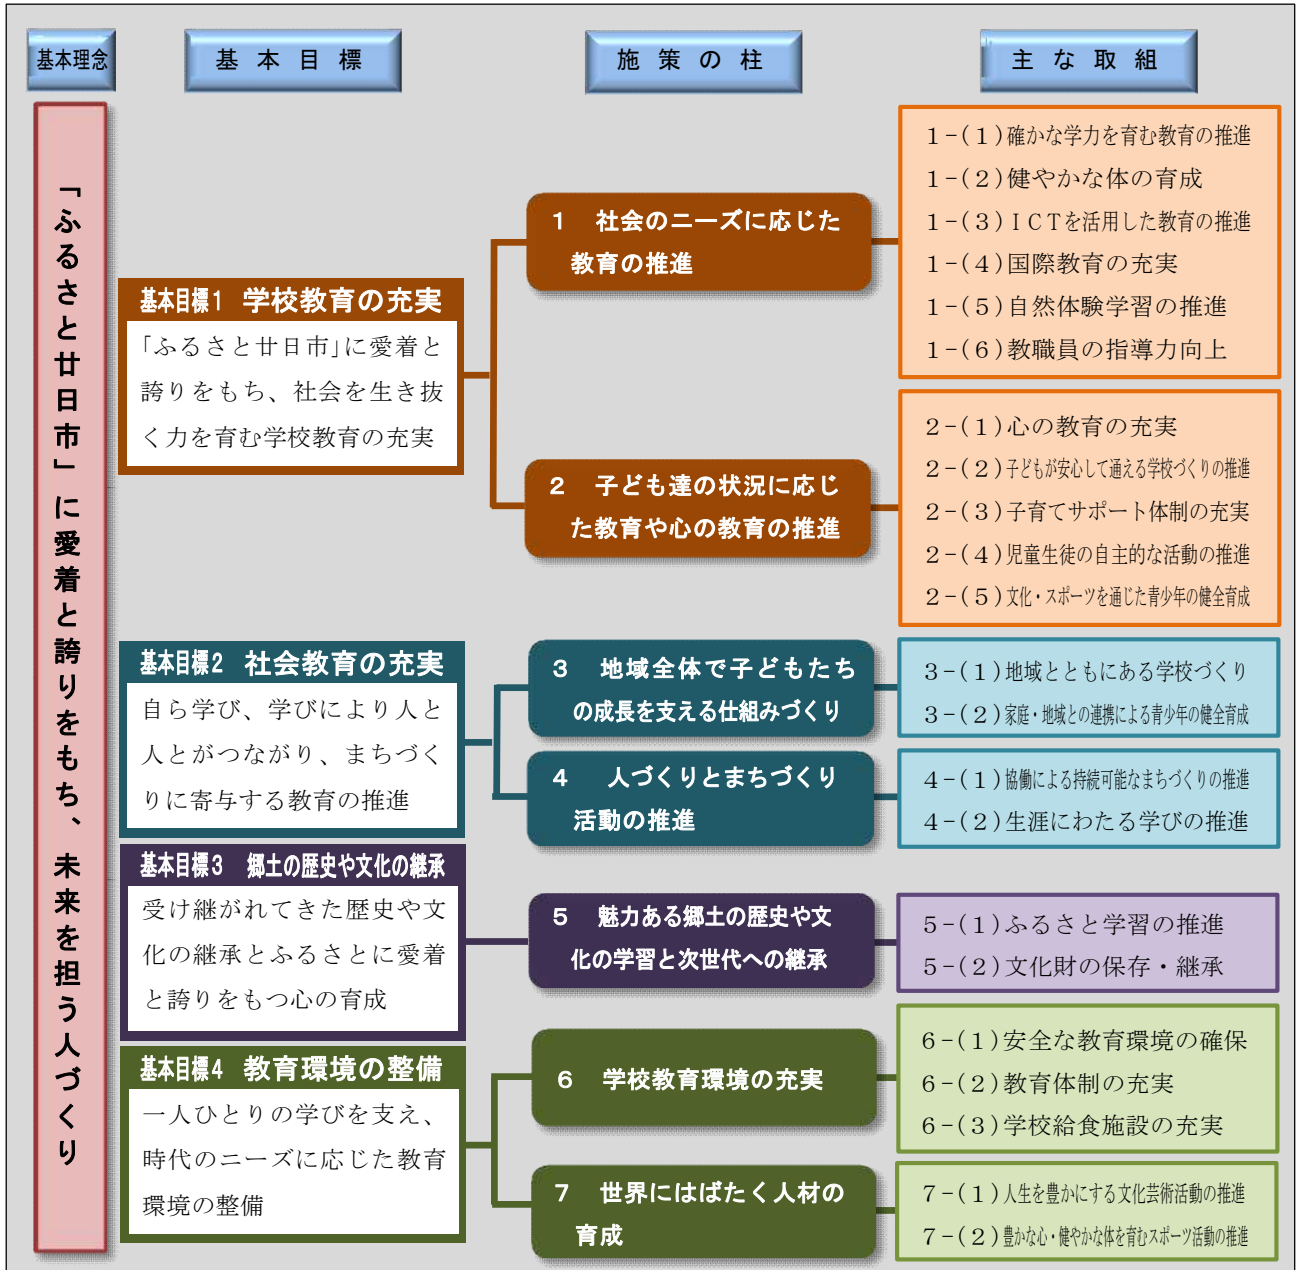 基本理念
基本目標
施策の柱
主な取組
「ふるさと廿日市」に愛着と誇りをもち、未来を担う人づくり
基本目標1 学校教育の充実
「ふるさと廿日市」に愛着と
誇りをもち、社会を生き抜
く力を育む学校教育の充実
1 社会のニーズに応じた
教育の推進
1-(1)確かな学力を育む教育の推進
1-(2)健やかな体の育成
1-(3)ICTを活用した教育の推進
1-(4)国際教育の充実
1-(5)自然体験学習の推進
1-(6)教職員の指導力向上
2 子ども達の状況に応じ
た教育や心の教育の推進
2-(1)心の教育の充実
2-(2)子どもが安心して通える学校づくりの推進
2-(3)子育てサポート体制の充実
2-(4)児童生徒の自主的な活動の推進
2-(5)文化・スポーツを通じた青少年の健全育成
基本目標2 社会教育の充実
自ら学び、学びにより人と
人とがつながり、まちづく
りに寄与する教育の推進
3 地域全体で子どもたち
の成長を支える仕組みづくり
3-(1)地域とともにある学校づくり
3-(2)家庭・地域との連携による青少年の健全育成
4 人づくりとまちづくり
活動の推進
4-(1)協働による持続可能なまちづくりの推進
4-(2)生涯にわたる学びの推進
基本目標3 郷土の歴史や文化の継承
受け継がれてきた歴史や文
化の継承とふるさとに愛着
と誇りをもつ心の育成
5 魅力ある郷土の歴史や文
化の学習と次世代への継承
5-(1)ふるさと学習の推進
5-(2)文化財の保存・継承
基本目標4 教育環境の整備
一人ひとりの学びを支え、
時代のニーズに応じた教育
環境の整備
6 学校教育環境の充実
6-(1)安全な教育環境の確保
6-(2)教育体制の充実
6-(3)学校給食施設の充実
7 世界にはばたく人材の
育成
7-(1)人生を豊かにする文化芸術活動の推進
7-(2)豊かな心・健やかな体を育むスポーツ活動の推進